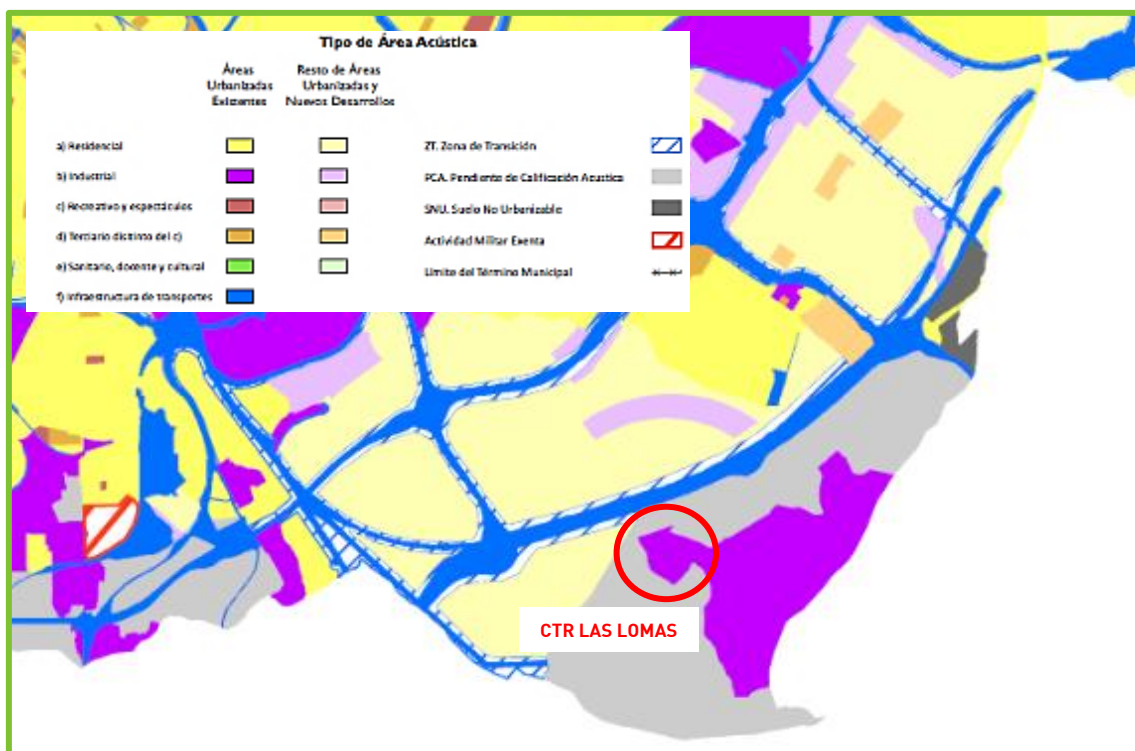 Tipo de Área Acústica
Áreas
Urbanizadas
Existentes
Resto de Áreas
Urbanizadas y
Nuevos Desarrollos
a) Residencial
b) Industrial
c) Recreativo y espectáculos
d) Terciario distinto del c)
e) Sanitario, docente y cultural
f) Infraestructura de transportes
ZT. Zona de Transición
PCA. Pendiente de Calificación Acustica
SNU. Suelo No Urbanizable
Actividad Militar Exenta
Límite del Término Municipal
CTR LAS LOMAS